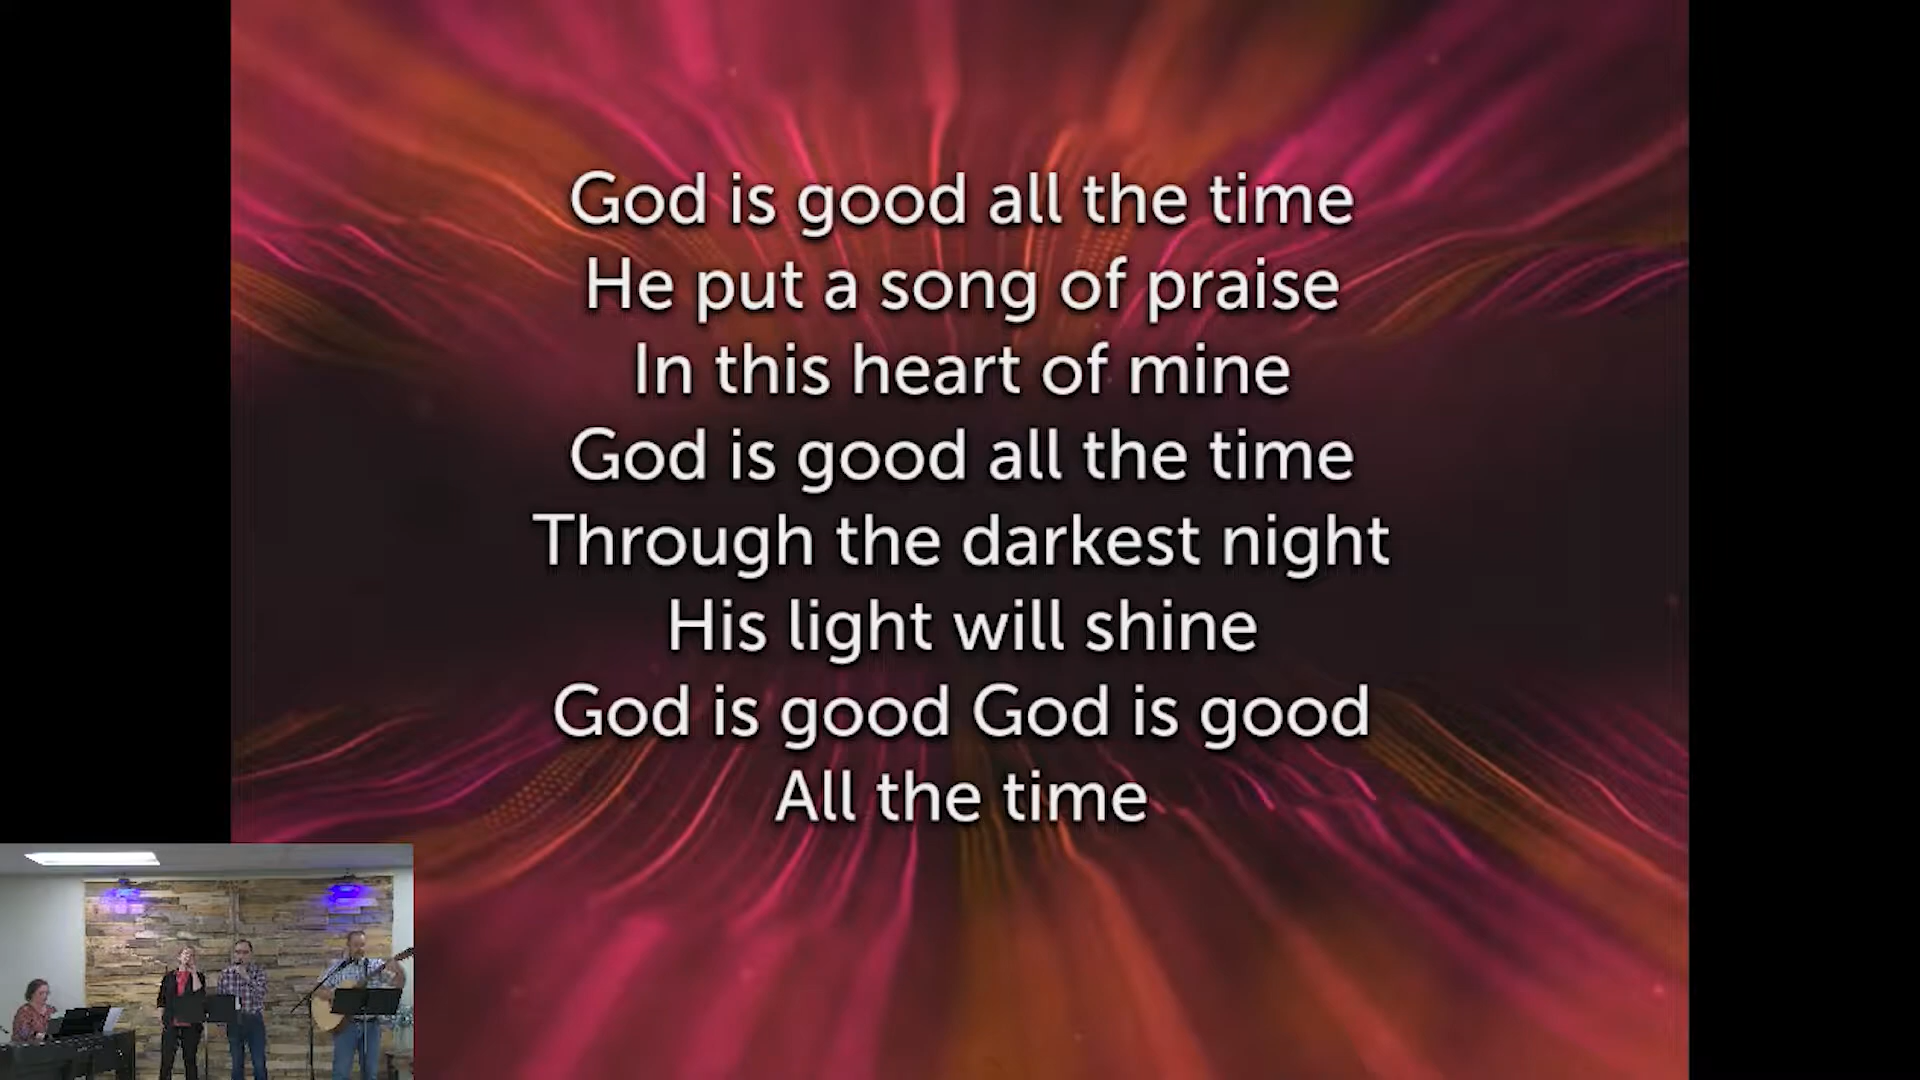 God is good all the time
He put a song of praise
In this heart of mine
God is good all the time
Through the darkest night
His light will shine
God is good God is good
All the time